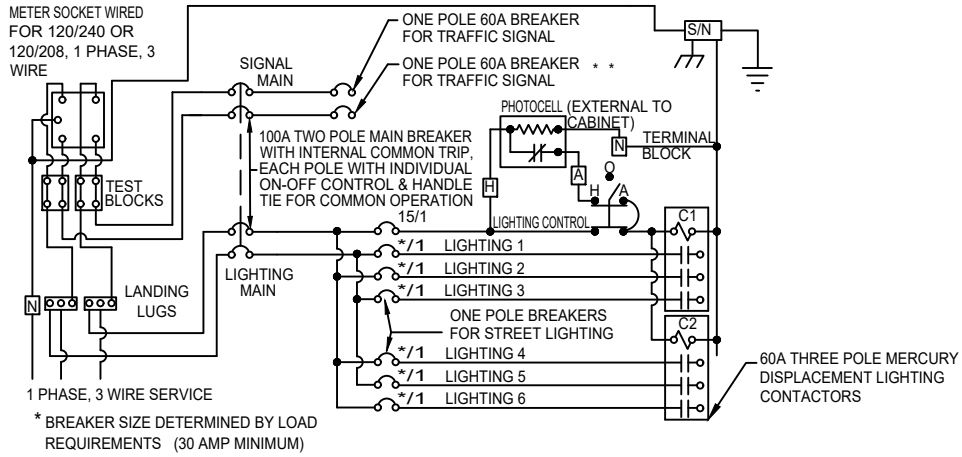 METER SOCKET WIRED
FOR 120/240 OR
120/208, 1 PHASE, 3
WIRE
SIGNAL
MAIN
ONE POLE 60A BREAKER
FOR TRAFFIC SIGNAL
ONE POLE 60A BREAKER * *
FOR TRAFFIC SIGNAL
S/N
PHOTOCELL (EXTERNAL TO
CABINET)
N
TERMINAL
BLOCK
A
H
O
H A
100A TWO POLE MAIN BREAKER
WITH INTERNAL COMMON TRIP,
EACH POLE WITH INDIVIDUAL
ON-OFF CONTROL & HANDLE
TIE FOR COMMON OPERATION
TEST
BLOCKS
15/1
LIGHTING CONTROL
C1
*/1 LIGHTING 1
*/1 LIGHTING 2
*/1 LIGHTING 3
LIGHTING
MAIN
N
LANDING
LUGS
ONE POLE BREAKERS
FOR STREET LIGHTING
C2
*/1 LIGHTING 4
*/1 LIGHTING 5
*/1 LIGHTING 6
60A THREE POLE MERCURY
DISPLACEMENT LIGHTING
CONTACTORS
1 PHASE, 3 WIRE SERVICE
* BREAKER SIZE DETERMINED BY LOAD
REQUIREMENTS (30 AMP MINIMUM)